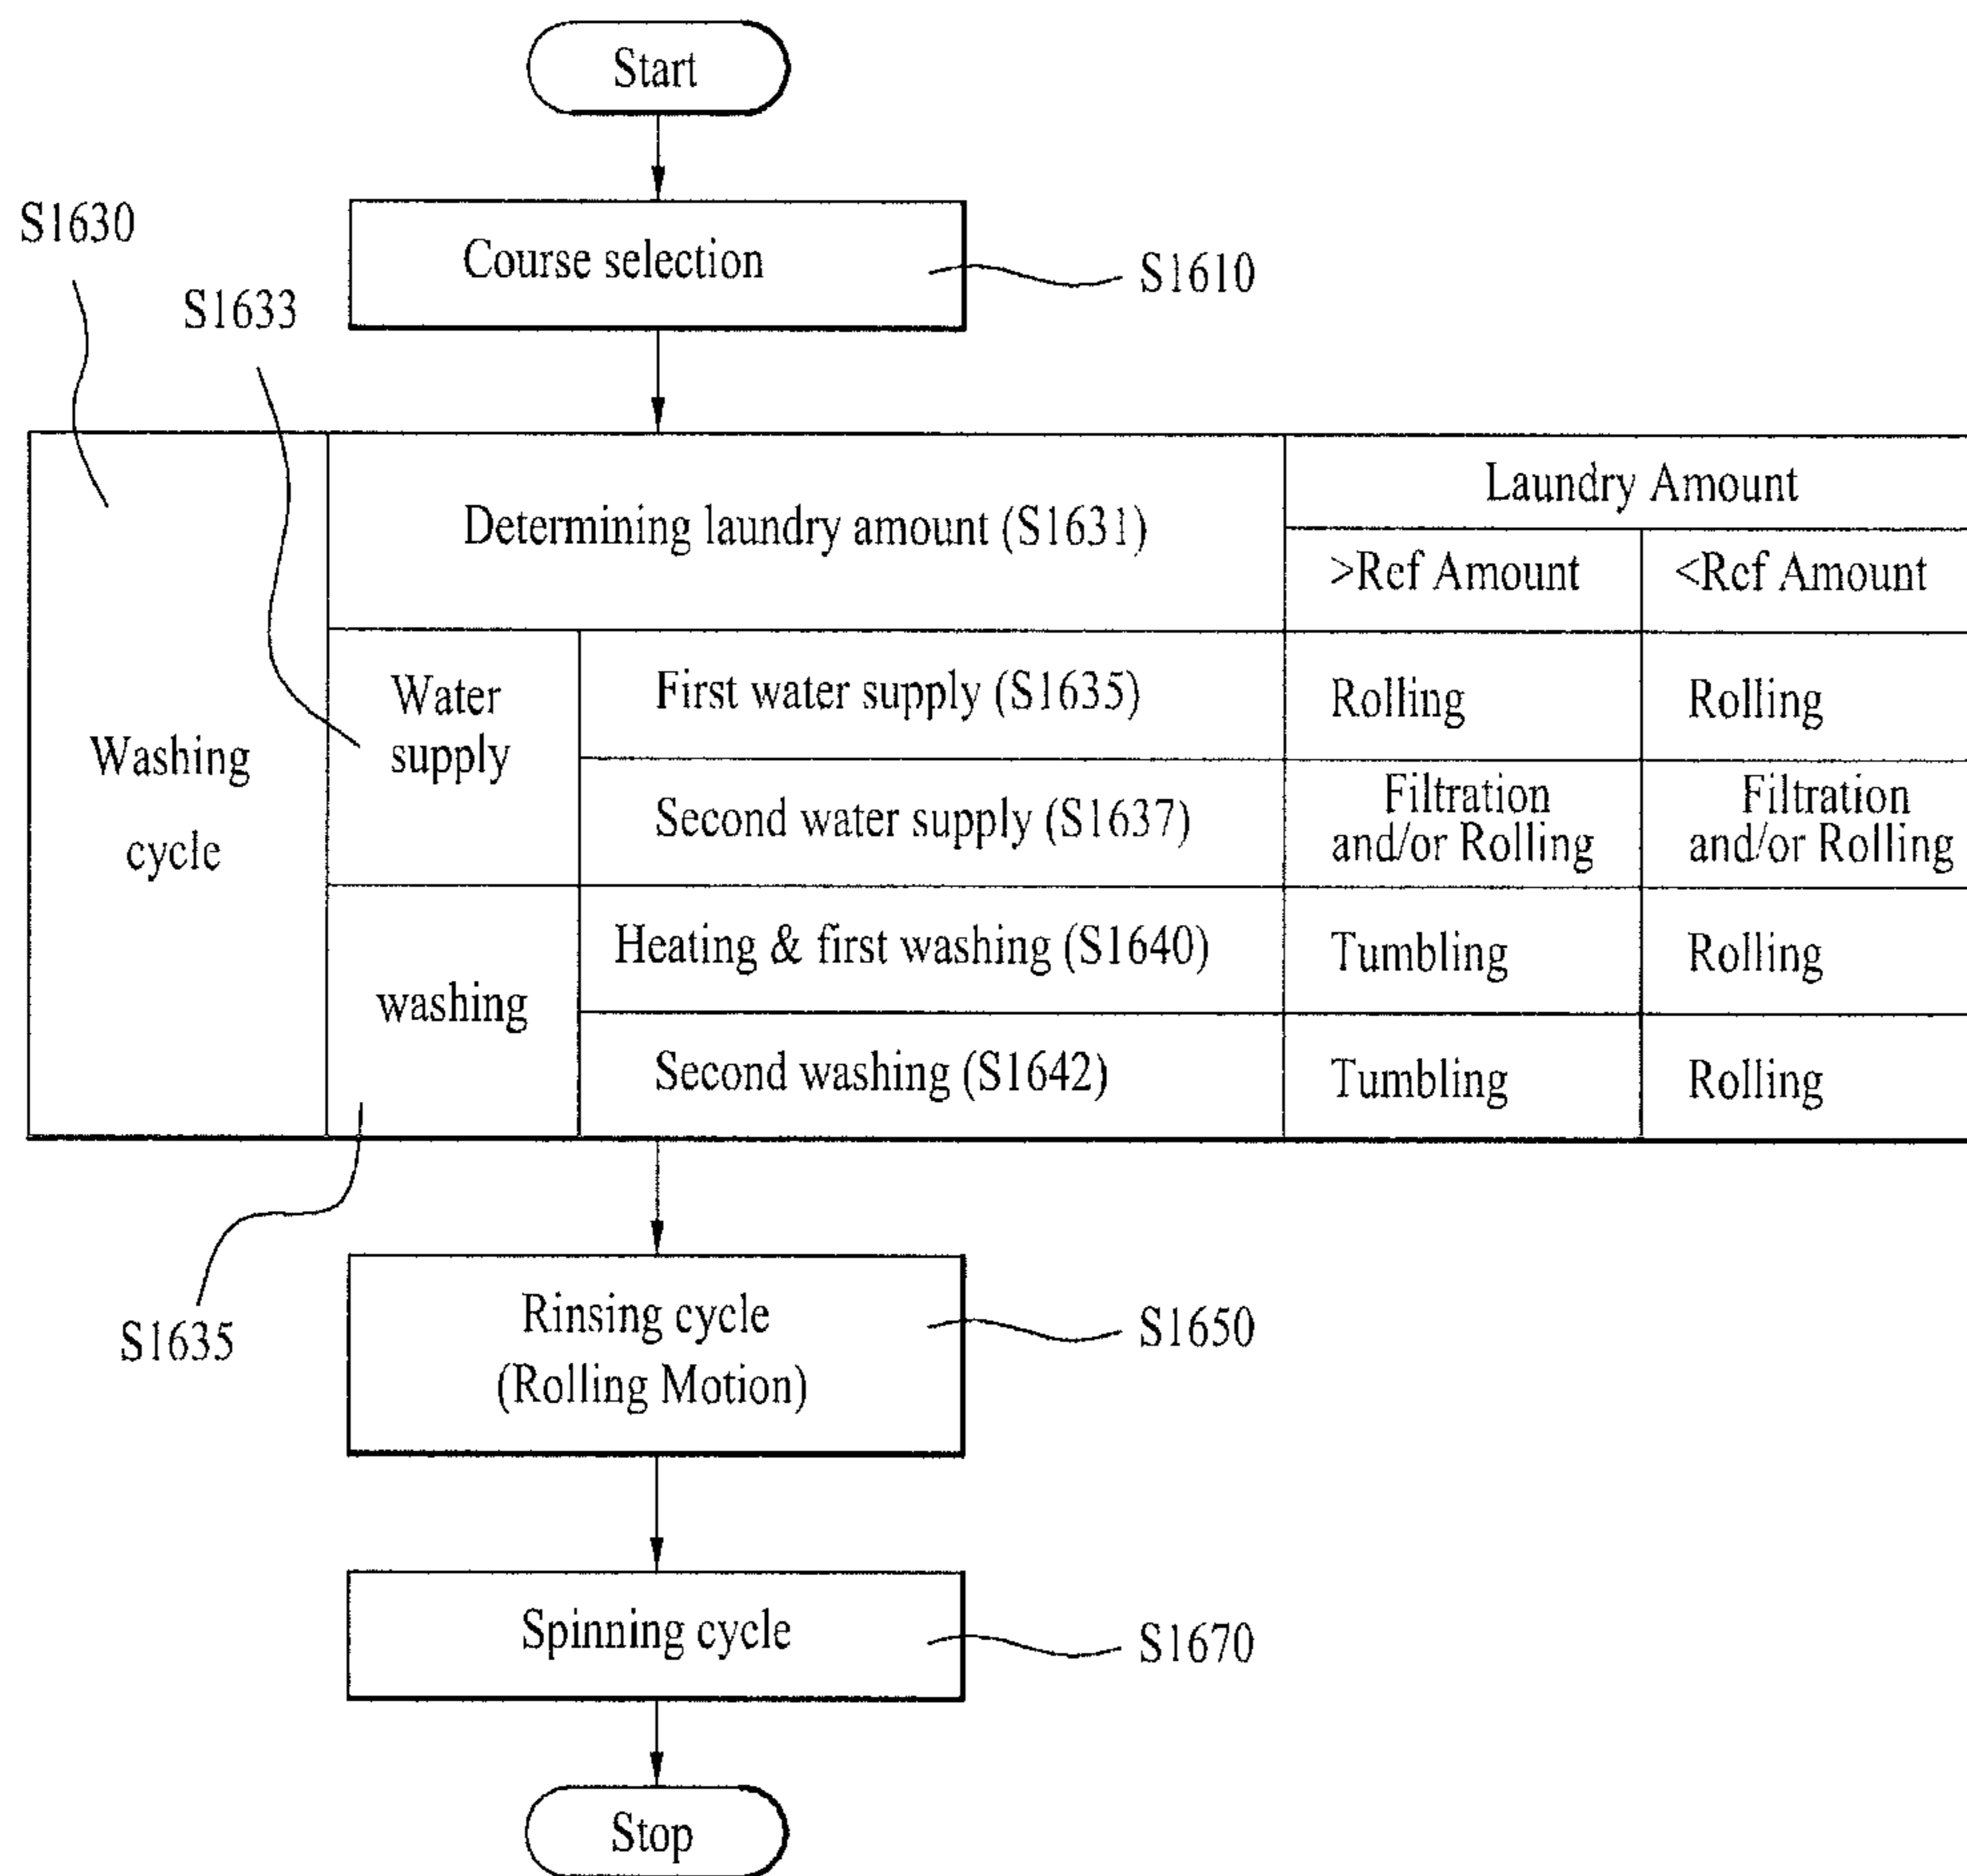 Start
Course selection
S1610
S1630
S1633
Washing
cycle
Determining laundry amount (S1631)
Laundry Amount
>Ref Amount
<Ref Amount
Water
supply
First water supply (S1635)
Rolling
Rolling
Second water supply (S1637)
Filtration
and/or Rolling
Filtration
and/or Rolling
washing
Heating & first washing (S1640)
Tumbling
Rolling
Second washing (S1642)
Tumbling
Rolling
S1635
Rinsing cycle
(Rolling Motion)
S1650
Spinning cycle
S1670
Stop